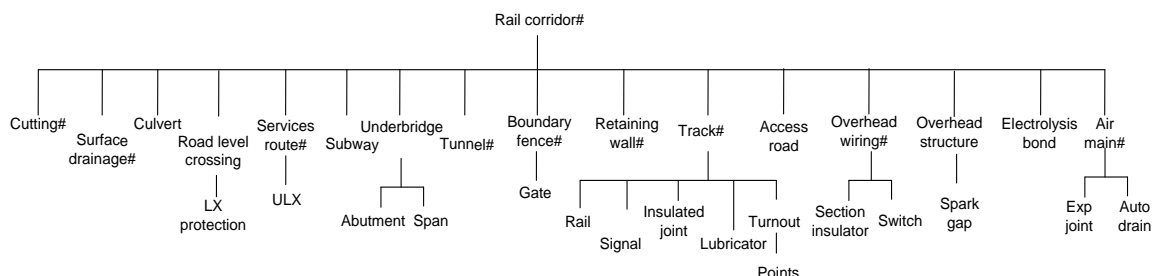 Rail corridor#
Cutting#
Surface
drainage#
Culvert
Road level
crossing
LX
protection
Services
route#
ULX
Subway
Underbridge
Abutment
Span
Tunnel#
Boundary
fence#
Gate
Retaining
wall#
Track#
Rail
Signal
Insulated
joint
Lubricator
Turnout
Points
Access
road
Overhead
wiring#
Section
insulator
Switch
Overhead
structure
Spark
gap
Electrolysis
bond
Air
main#
Exp
joint
Auto
drain